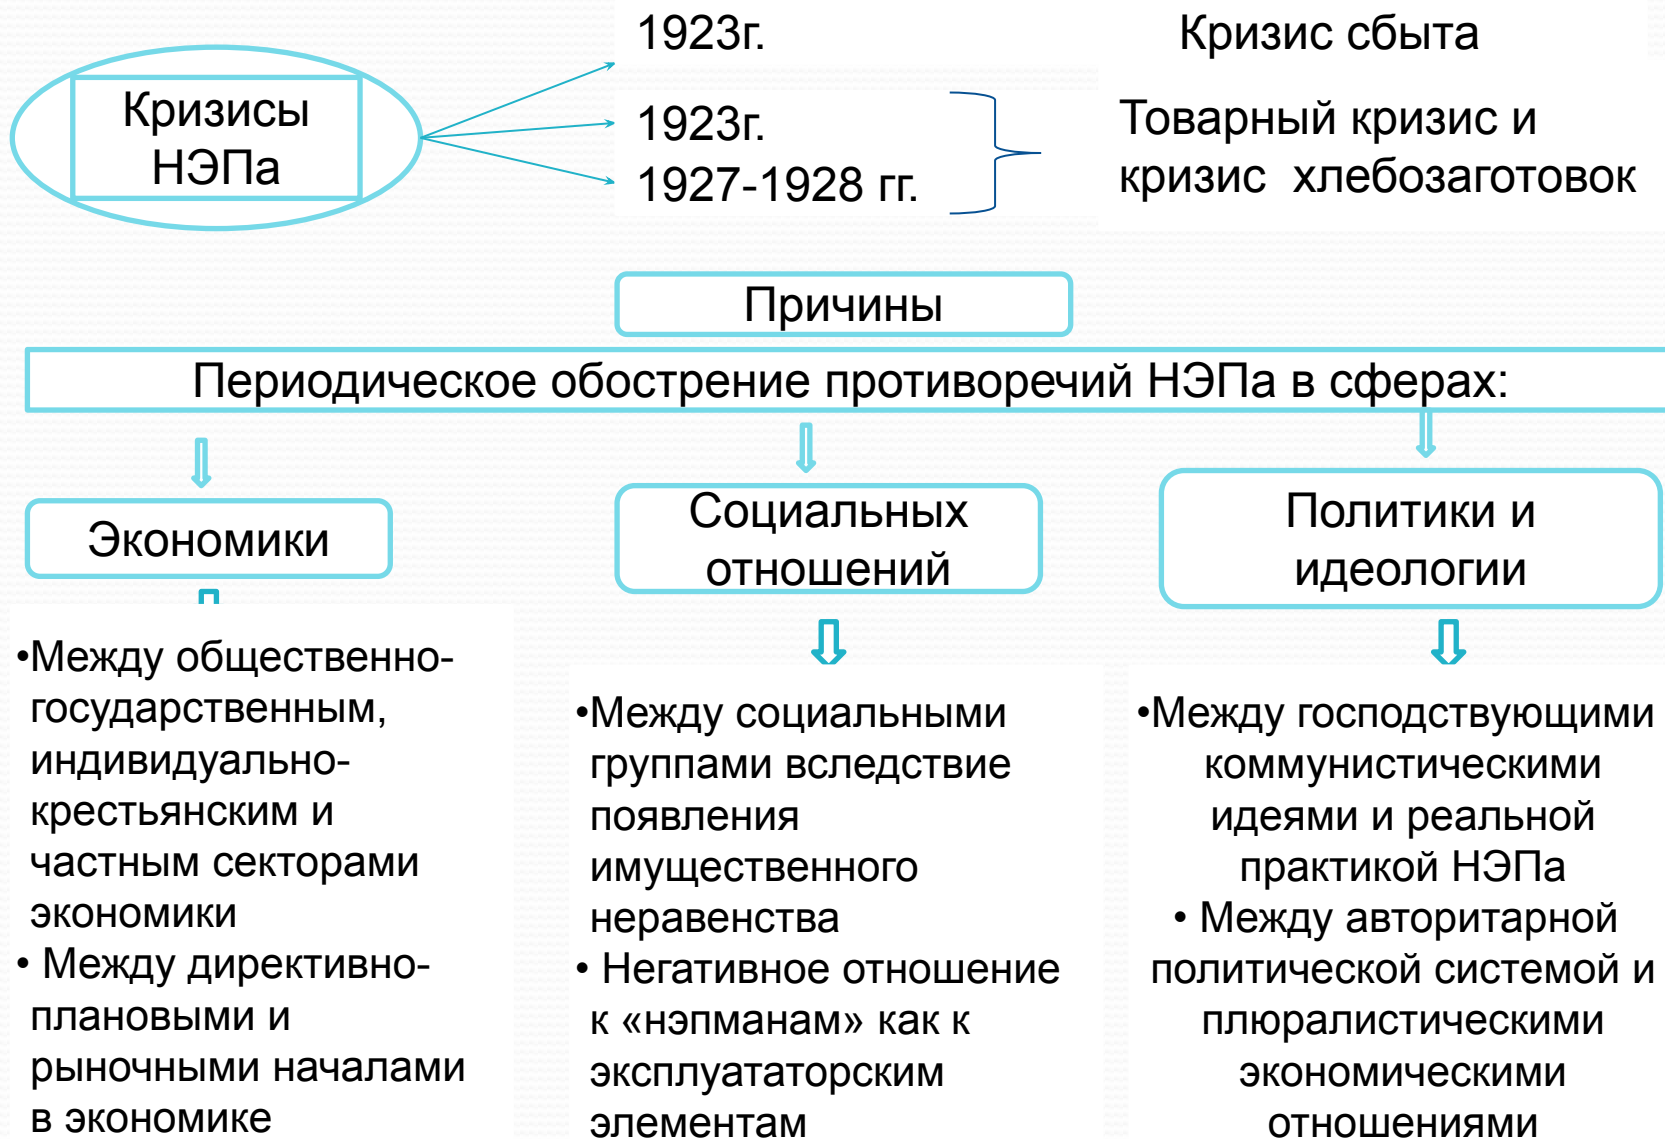 Кризисы
НЭПа
1923г.
Кризис сбыта
1923г.
1927-1928 гг.
Товарный кризис и
кризис хлебозаготовок
Причины
Периодическое обострение противоречий НЭПа в сферах:
Экономики
•Между общественно-
государственным,
индивидуально-
крестьянским и
частным секторами
экономики
• Между директивно-
плановыми и
рыночными началами
в экономике
Социальных
отношений
•Между социальными
группами вследствие
появления
имущественного
неравенства
• Негативное отношение
к «нэпманам» как к
эксплуататорским
элементам
Политики и
идеологии
•Между господствующими
коммунистическими
идеями и реальной
практикой НЭПа
• Между авторитарной
политической системой и
плюралистическими
экономическими
отношениями